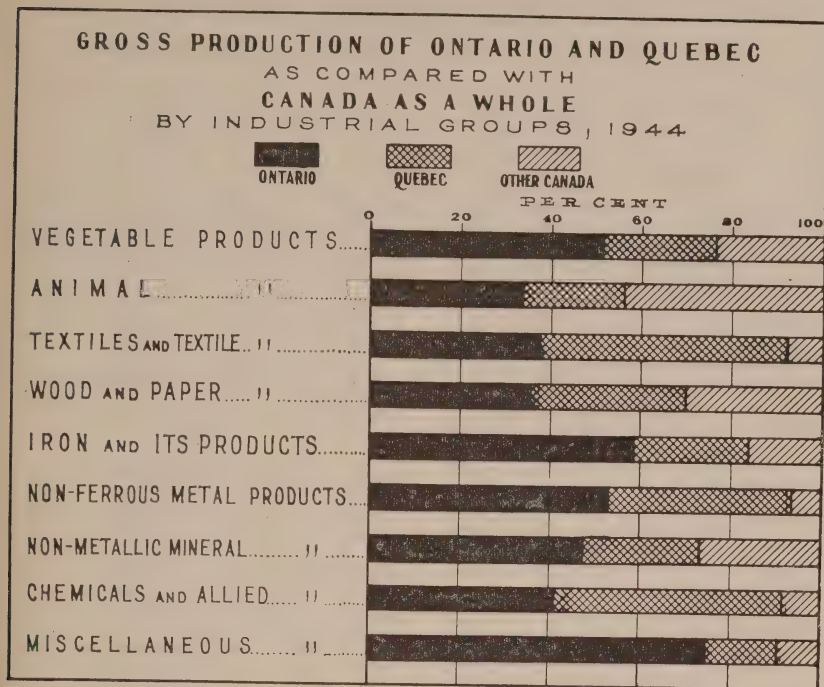 GROSS PRODUCTION OF ONTARIO AND QUEBEC
AS COMPARED WITH
CANADA AS A WHOLE
BY INDUSTRIAL GROUPS, 1944
ONTARIO QUEBEC OTHER CANADA
PER CENT
0 20 40 60 80 100
VEGETABLE PRODUCTS......
ANIMAL.............."..............
TEXTILES AND TEXTILE.. " ..................
WOOD AND PAPER.... " ..................
IRON AND ITS PRODUCTS........
NON-FERROUS METAL PRODUCTS....
NON-METALLIC MINERAL......... " ........
CHEMICALS AND ALLIED...... " ........
MISCELLANEOUS........ " ........